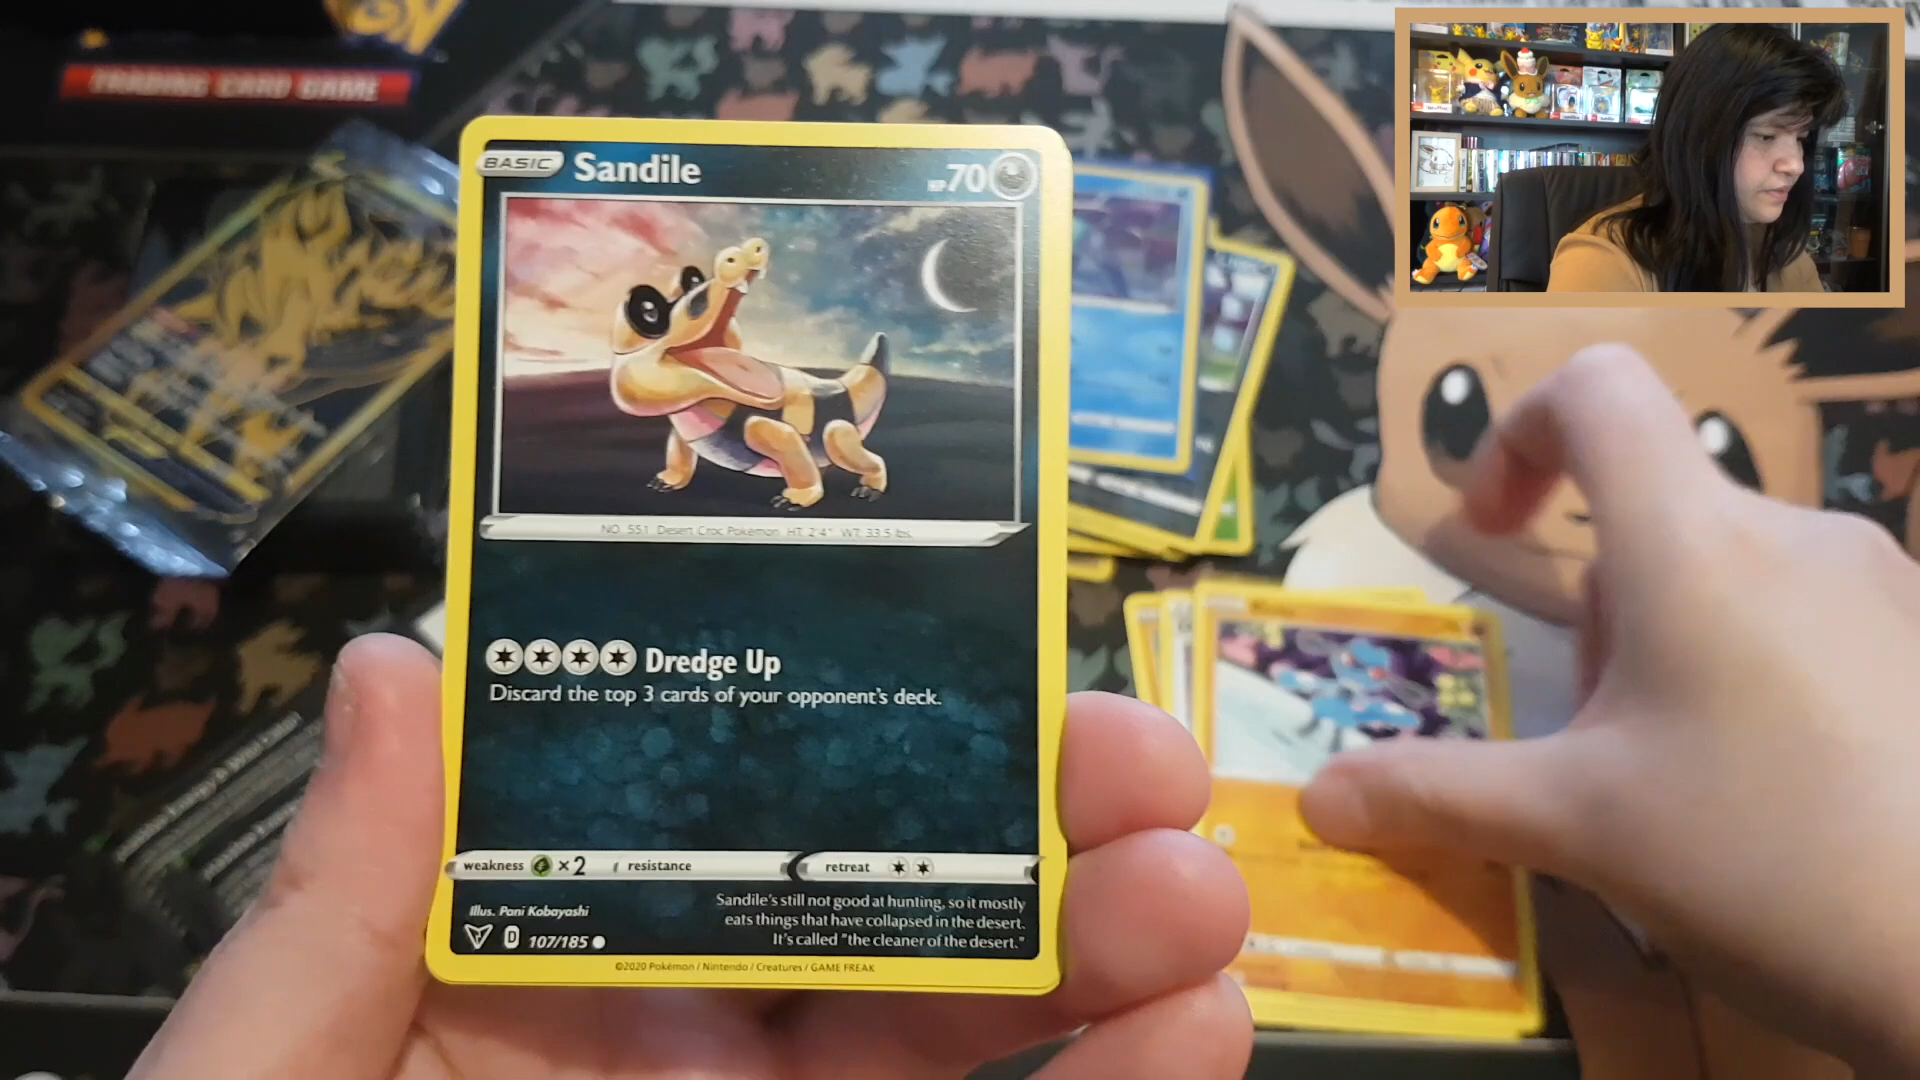 TRADING CARD GAME
BASIC Sandile HP 70
NO. 551 Desert Croc Pokémon HT. 2'4" WT. 33.5 lbs.
Dredge Up
Discard the top 3 cards of your opponent's deck.
weakness ×2 resistance retreat
Illus. Pani Kobayashi
D 107/185
Sandile's still not good at hunting, so it mostly
eats things that have collapsed in the desert.
It's called "the cleaner of the desert."
©2020 Pokémon / Nintendo / Creatures / GAME FREAK